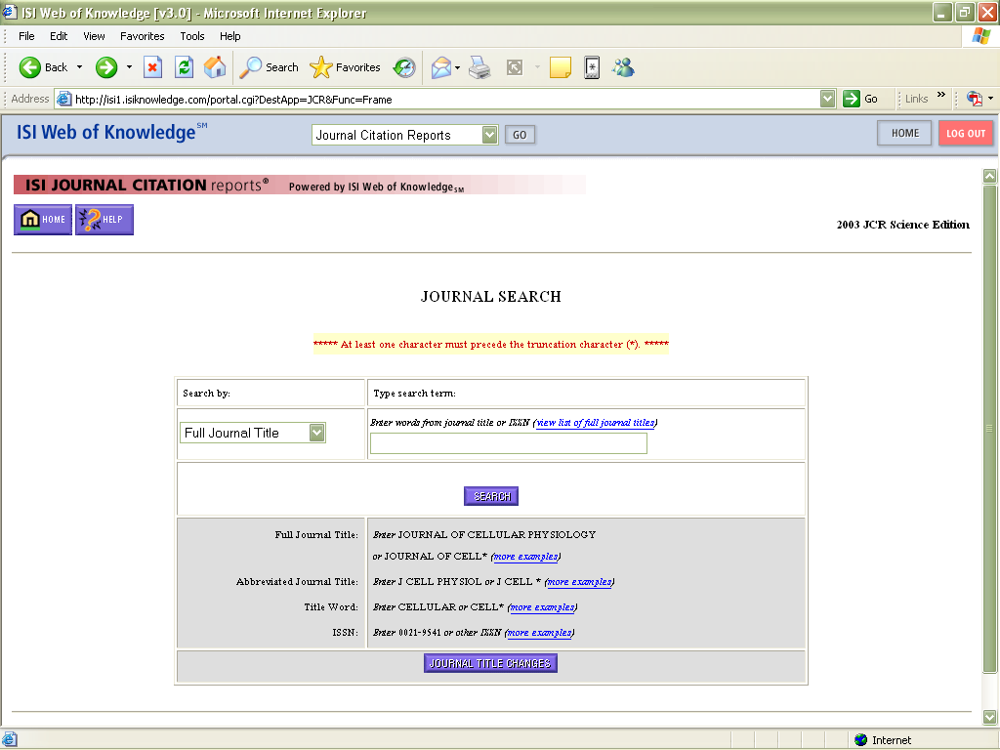 ISI Web of Knowledge [v3.0] - Microsoft Internet Explorer
File Edit View Favorites Tools Help
Back Search Favorites
Address http://isi1.isiknowledge.com/portal.cgi?DestApp=JCR&Func=Frame Go Links »
ISI Web of Knowledge SM Journal Citation Reports GO HOME LOG OUT
ISI JOURNAL CITATION reports® Powered by ISI Web of Knowledge SM
HOME HELP
2003 JCR Science Edition
JOURNAL SEARCH
***** At least one character must precede the truncation character (*). *****
Search by: Type search term:
Enter words from journal title or ISSN (view list of full journal titles)
Full Journal Title
SEARCH
Full Journal Title: Enter JOURNAL OF CELLULAR PHYSIOLOGY
or JOURNAL OF CELL* (more examples)
Abbreviated Journal Title: Enter J CELL PHYSIOL or J CELL * (more examples)
Title Word: Enter CELLULAR or CELL* (more examples)
ISSN: Enter 0021-9541 or other ISSN (more examples)
JOURNAL TITLE CHANGES
Internet